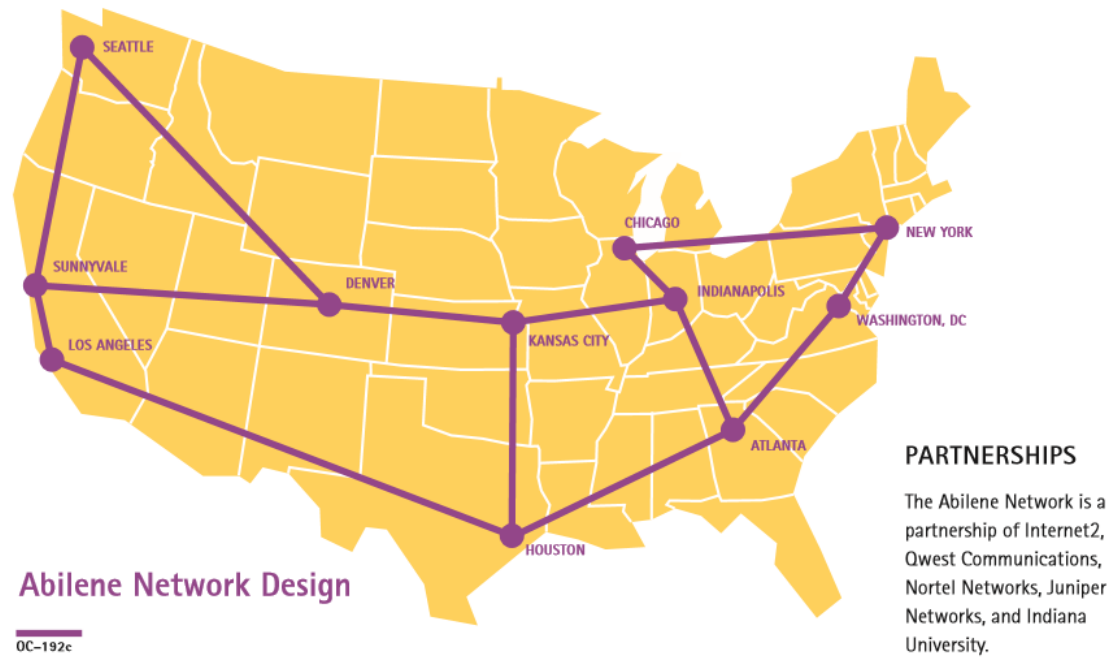 SEATTLE
CHICAGO
NEW YORK
SUNNYVALE
DENVER
INDIANAPOLIS
WASHINGTON, DC
KANSAS CITY
LOS ANGELES
ATLANTA
HOUSTON
PARTNERSHIPS
The Abilene Network is a
partnership of Internet2,
Qwest Communications,
Nortel Networks, Juniper
Networks, and Indiana
University.
Abilene Network Design
OC–192c